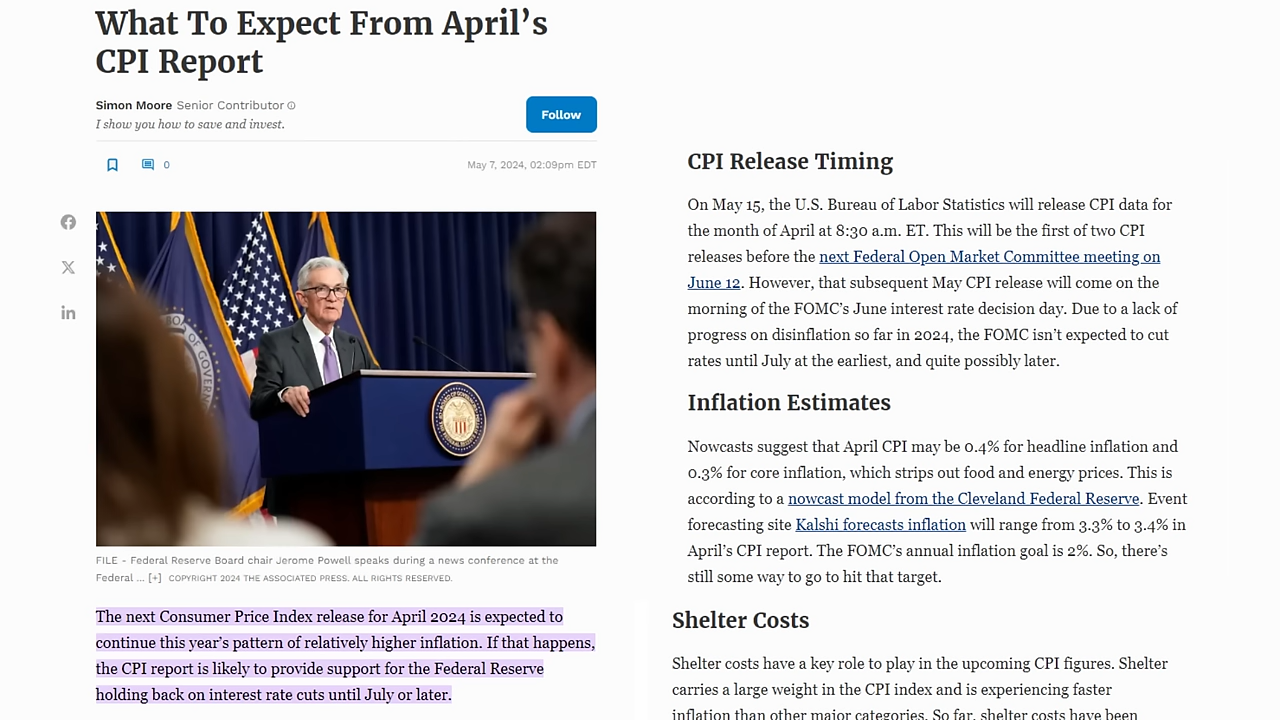 What To Expect From April’s
CPI Report
Simon Moore Senior Contributor
I show you how to save and invest.
Follow
0
May 7, 2024, 02:09pm EDT
FILE - Federal Reserve Board chair Jerome Powell speaks during a news conference at the
Federal ... [+] COPYRIGHT 2024 THE ASSOCIATED PRESS. ALL RIGHTS RESERVED.
The next Consumer Price Index release for April 2024 is expected to
continue this year’s pattern of relatively higher inflation. If that happens,
the CPI report is likely to provide support for the Federal Reserve
holding back on interest rate cuts until July or later.
CPI Release Timing
On May 15, the U.S. Bureau of Labor Statistics will release CPI data for
the month of April at 8:30 a.m. ET. This will be the first of two CPI
releases before the next Federal Open Market Committee meeting on
June 12. However, that subsequent May CPI release will come on the
morning of the FOMC’s June interest rate decision day. Due to a lack of
progress on disinflation so far in 2024, the FOMC isn’t expected to cut
rates until July at the earliest, and quite possibly later.
Inflation Estimates
Nowcasts suggest that April CPI may be 0.4% for headline inflation and
0.3% for core inflation, which strips out food and energy prices. This is
according to a nowcast model from the Cleveland Federal Reserve. Event
forecasting site Kalshi forecasts inflation will range from 3.3% to 3.4% in
April’s CPI report. The FOMC’s annual inflation goal is 2%. So, there’s
still some way to go to hit that target.
Shelter Costs
Shelter costs have a key role to play in the upcoming CPI figures. Shelter
carries a large weight in the CPI index and is experiencing faster
inflation than other major categories. So far, shelter costs have been